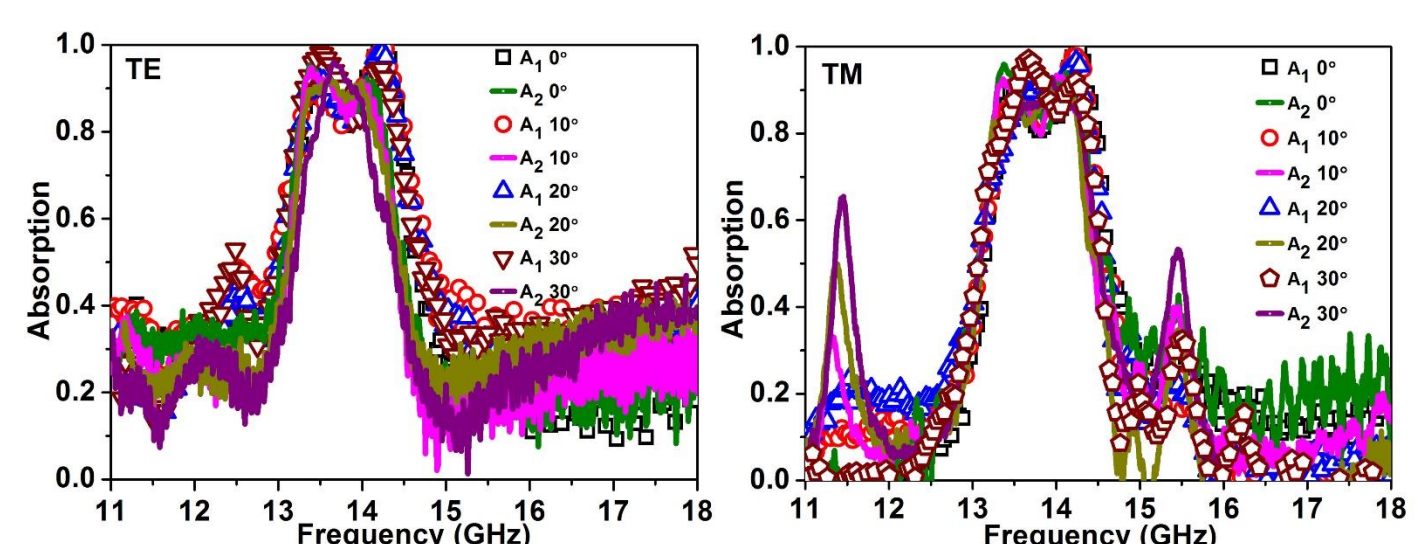 TE
Absorption
1.0
0.8
0.6
0.4
0.2
0.0
A1 0°
A2 0°
A1 10°
A2 10°
A1 20°
A2 20°
A1 30°
A2 30°
11 12 13 14 15 16 17 18
Frequency (GHz)
TM
Absorption
1.0
0.8
0.6
0.4
0.2
0.0
A1 0°
A2 0°
A1 10°
A2 10°
A1 20°
A2 20°
A1 30°
A2 30°
11 12 13 14 15 16 17 18
Frequency (GHz)